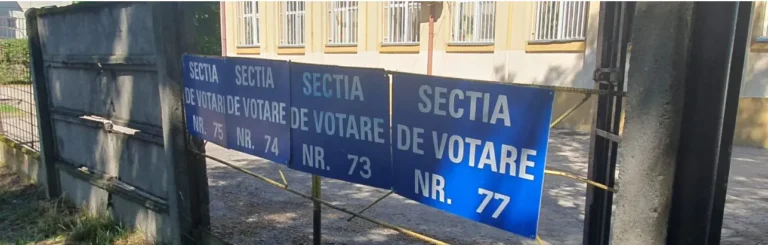 SECTIA
DE VOTARE
NR. 75
SECTIA
DE VOTARE
NR. 74
SECTIA
DE VOTARE
NR. 73
SECTIA
DE VOTARE
NR. 77